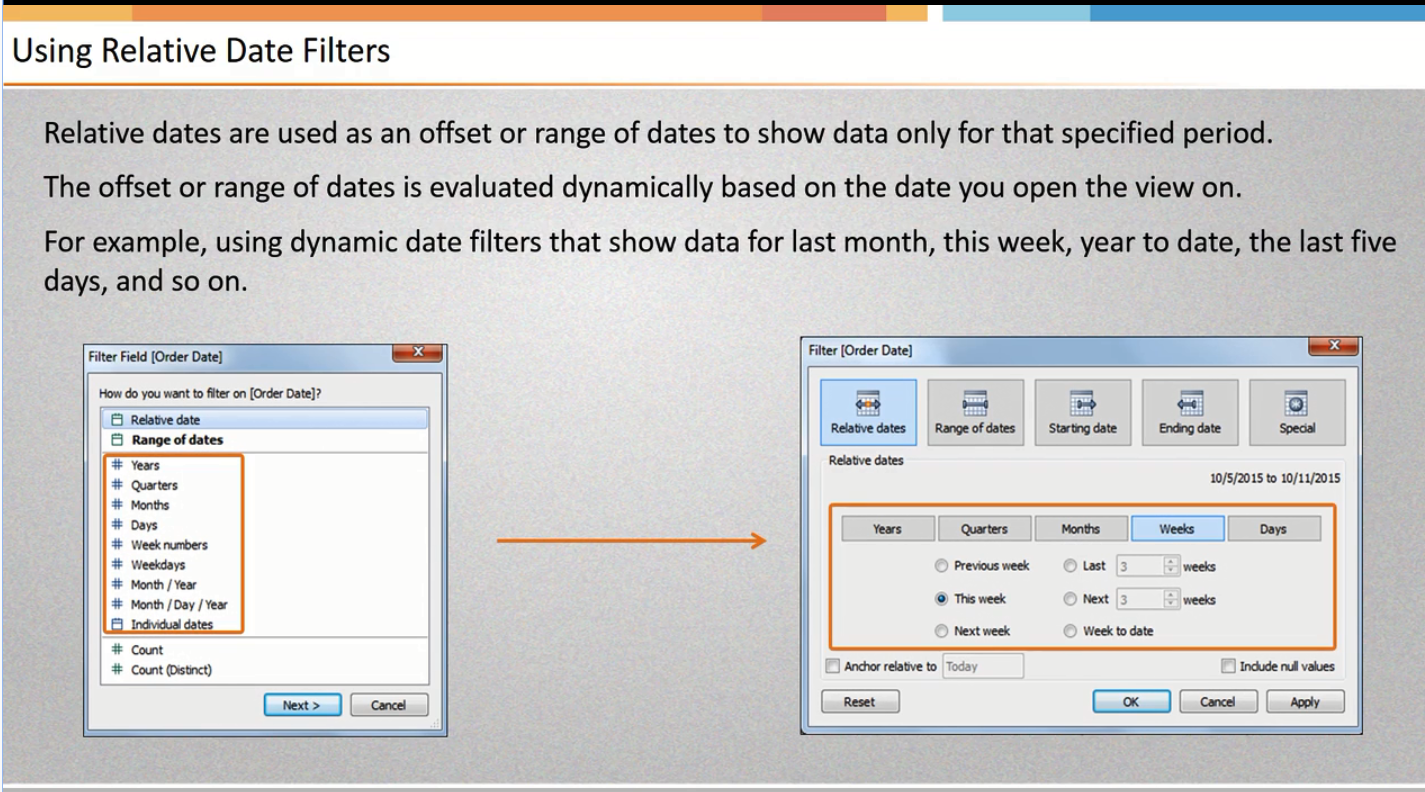 Using Relative Date Filters
Relative dates are used as an offset or range of dates to show data only for that specified period.
The offset or range of dates is evaluated dynamically based on the date you open the view on.
For example, using dynamic date filters that show data for last month, this week, year to date, the last five
days, and so on.
Filter Field [Order Date]
X
How do you want to filter on [Order Date]?
Relative date
Range of dates
# Years
# Quarters
# Months
# Days
# Week numbers
# Weekdays
# Month / Year
# Month / Day / Year
Individual dates
# Count
# Count (Distinct)
Next > Cancel
Filter [Order Date]
X
Relative dates Range of dates Starting date Ending date Special
Relative dates
10/5/2015 to 10/11/2015
Years Quarters Months Weeks Days
Previous week Last 3 weeks
This week Next 3 weeks
Next week Week to date
Anchor relative to Today Include null values
Reset OK Cancel Apply